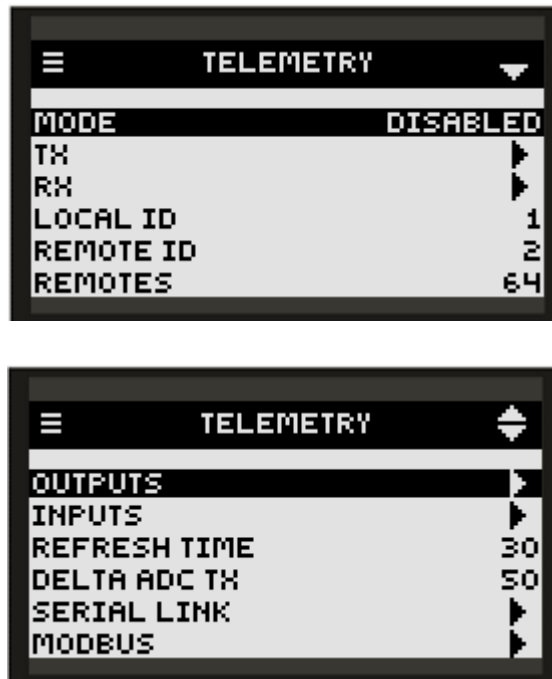 TELEMETRY
MODE DISABLED
TX
RX
LOCAL ID 1
REMOTE ID 2
REMOTES 64
TELEMETRY
OUTPUTS
INPUTS
REFRESH TIME 30
DELTA ADC TX 50
SERIAL LINK
MODBUS